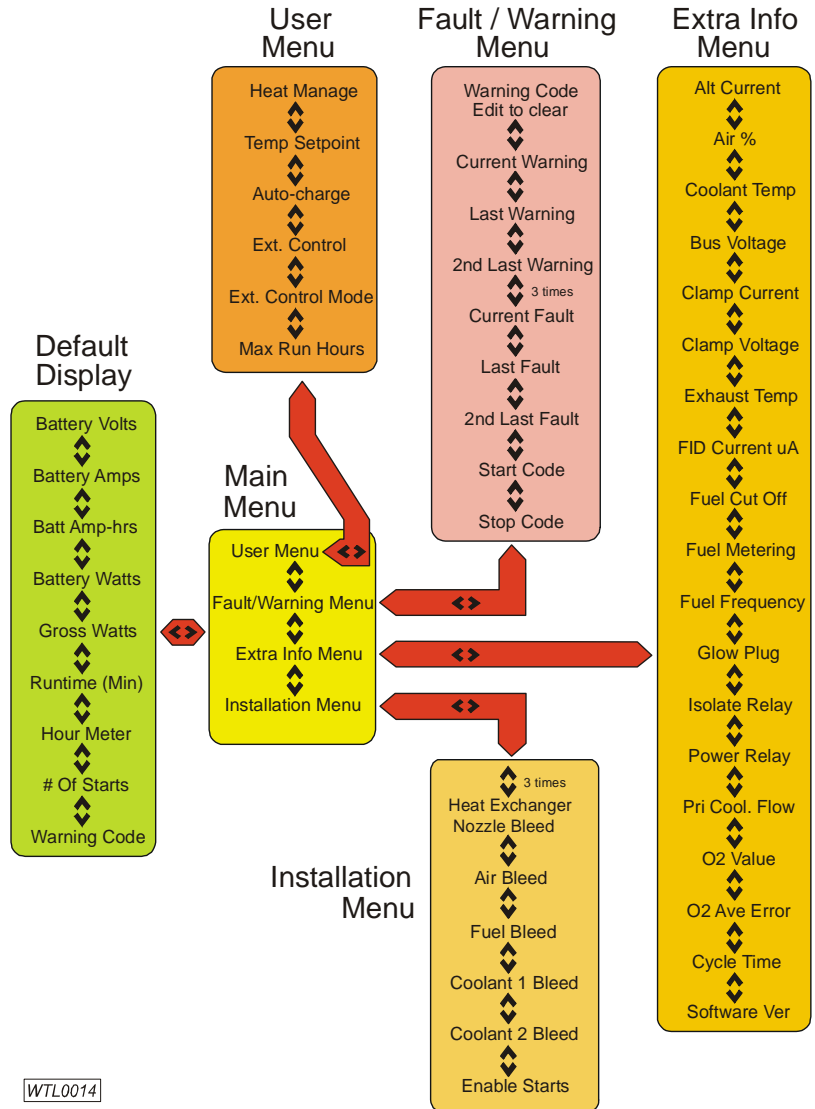 User
Menu
Heat Manage
Temp Setpoint
Auto-charge
Ext. Control
Ext. Control Mode
Max Run Hours
Fault / Warning
Menu
Warning Code
Edit to clear
Current Warning
Last Warning
2nd Last Warning
3 times
Current Fault
Last Fault
2nd Last Fault
Start Code
Stop Code
Extra Info
Menu
Alt Current
Air %
Coolant Temp
Bus Voltage
Clamp Current
Clamp Voltage
Exhaust Temp
FID Current uA
Fuel Cut Off
Fuel Metering
Fuel Frequency
Glow Plug
Isolate Relay
Power Relay
Pri Cool. Flow
O2 Value
O2 Ave Error
Cycle Time
Software Ver
Default
Display
Battery Volts
Battery Amps
Batt Amp-hrs
Battery Watts
Gross Watts
Runtime (Min)
Hour Meter
# Of Starts
Warning Code
Main
Menu
User Menu
Fault/Warning Menu
Extra Info Menu
Installation Menu
Installation
Menu
3 times
Heat Exchanger
Nozzle Bleed
Air Bleed
Fuel Bleed
Coolant 1 Bleed
Coolant 2 Bleed
Enable Starts
WTL0014